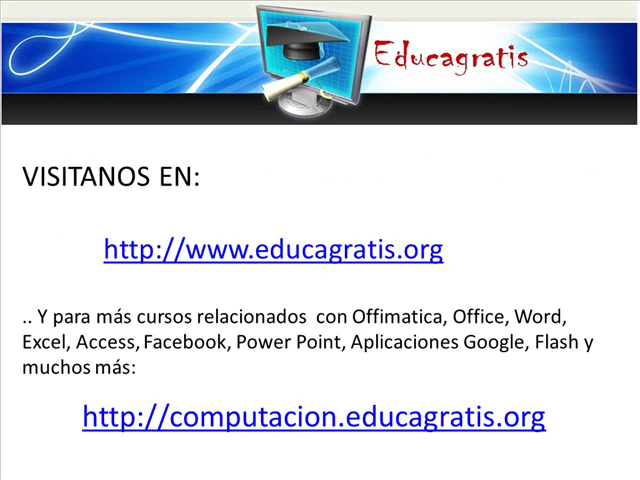 Educagratis
VISITANOS EN:
http://www.educagratis.org
.. Y para más cursos relacionados con Offimatica, Office, Word,
Excel, Access, Facebook, Power Point, Aplicaciones Google, Flash y
muchos más:
http://computacion.educagratis.org